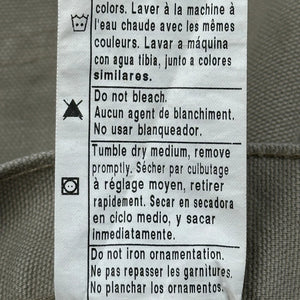 colors. Laver à la machine à
l'eau chaude avec les mêmes
couleurs. Lavar a máquina
con agua tibia, junto a colores
similares.
Do not bleach.
Aucun agent de blanchiment.
No usar blanqueador.
Tumble dry medium, remove
promptly. Sécher par culbutage
à réglage moyen, retirer
rapidement. Secar en secadora
en ciclo medio, y sacar
inmediatamente.
Do not iron ornamentation.
Ne pas repasser les garnitures.
No planchar los ornamentos.